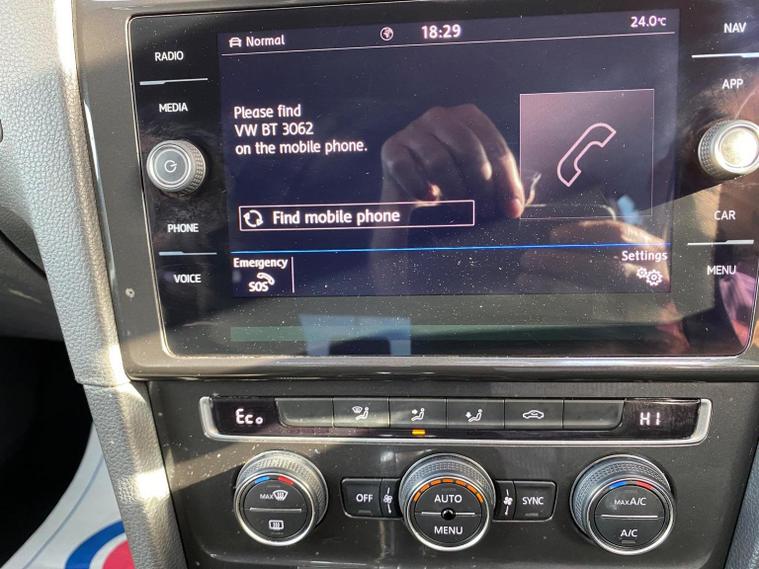 Normal
18:29
24.0°C
NAV
RADIO
APP
MEDIA
Please find
VW BT 3062
on the mobile phone.
Find mobile phone
PHONE
CAR
VOICE
MENU
Emergency
SOS
Settings
Eco
HI
MAX
OFF
AUTO
MENU
SYNC
MAX A/C
A/C